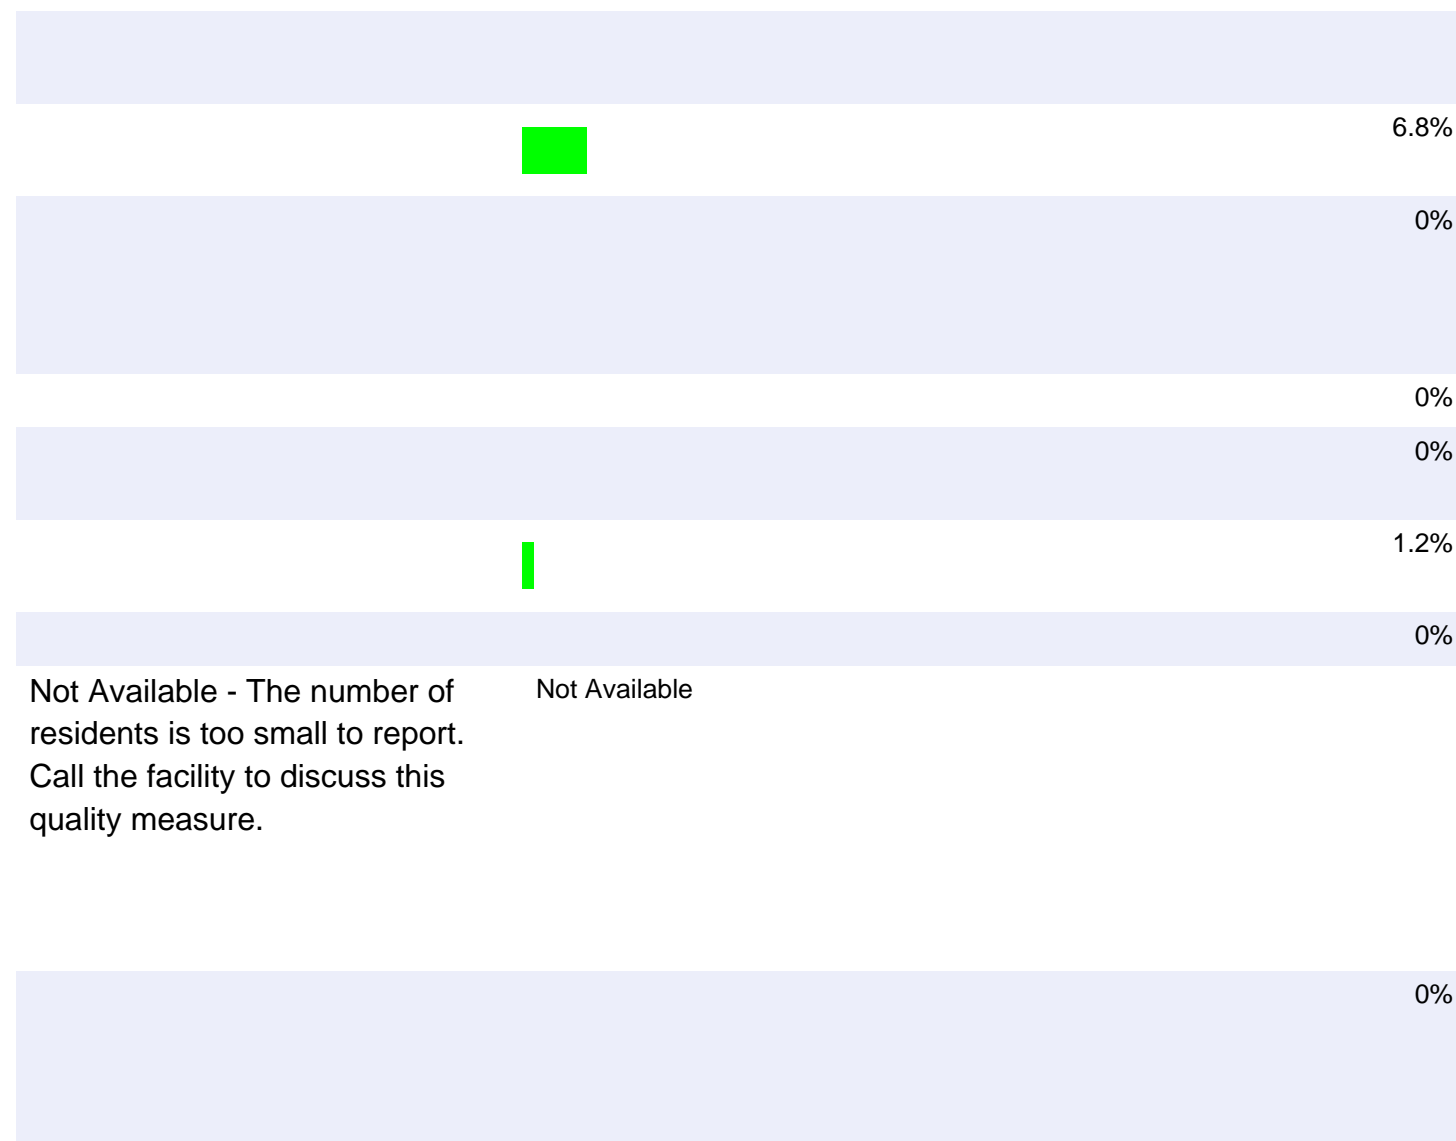 6.8%
0%
0%
0%
1.2%
0%
Not Available - The number of
residents is too small to report.
Call the facility to discuss this
quality measure.
Not Available
0%